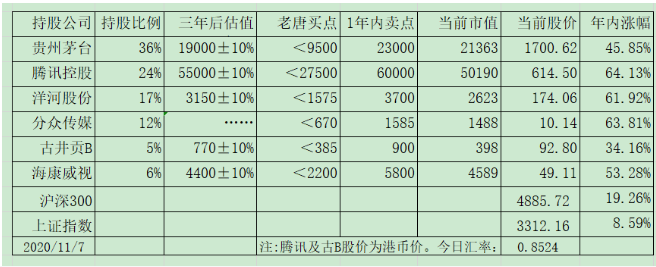 持股公司 持股比例 三年后估值 老唐买点 1年内卖点 当前市值 当前股价 年内涨幅
贵州茅台 36% 19000±10% <9500 23000 21363 1700.62 45.85%
腾讯控股 24% 55000±10% <27500 60000 50190 614.50 64.13%
洋河股份 17% 3150±10% <1575 3700 2623 174.06 61.92%
分众传媒 12% …… <670 1585 1488 10.14 63.81%
古井贡B 5% 770±10% <385 900 398 92.80 34.16%
海康威视 6% 4400±10% <2200 5800 4589 49.11 53.28%
沪深300 4885.72 19.26%
上证指数 3312.16 8.59%
2020/11/7 注:腾讯及古B股价为港币价。今日汇率: 0.8524